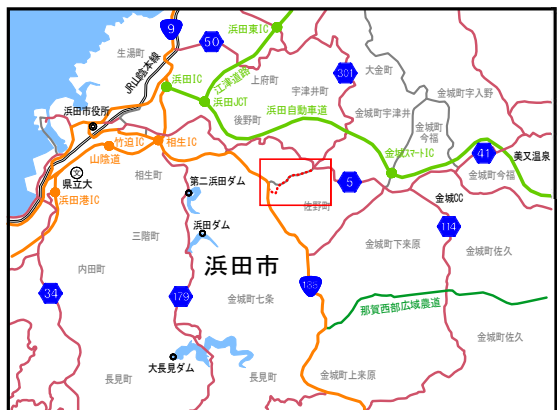 9
50
浜田東IC
生湯町
JR山陰本線
上府町
301
大金町
浜田IC
江津道路
宇津井町
金城町宇野
浜田JCT
浜田自動車道
金城町宇津井
浜田市役所
後野町
金城町
今福
竹迫IC
相生IC
山陰道
金城スマートIC
41
美又温泉
県立大
相生町
第二浜田ダム
5
金城町今福
浜田港IC
佐野町
金城CC
114
浜田ダム
三階町
金城町下来原
金城町佐久
浜田市
内田町
186
34
179
金城町七条
那賀西部広域農道
金城町佐久
大長見ダム
長見町
長見町
金城町上来原